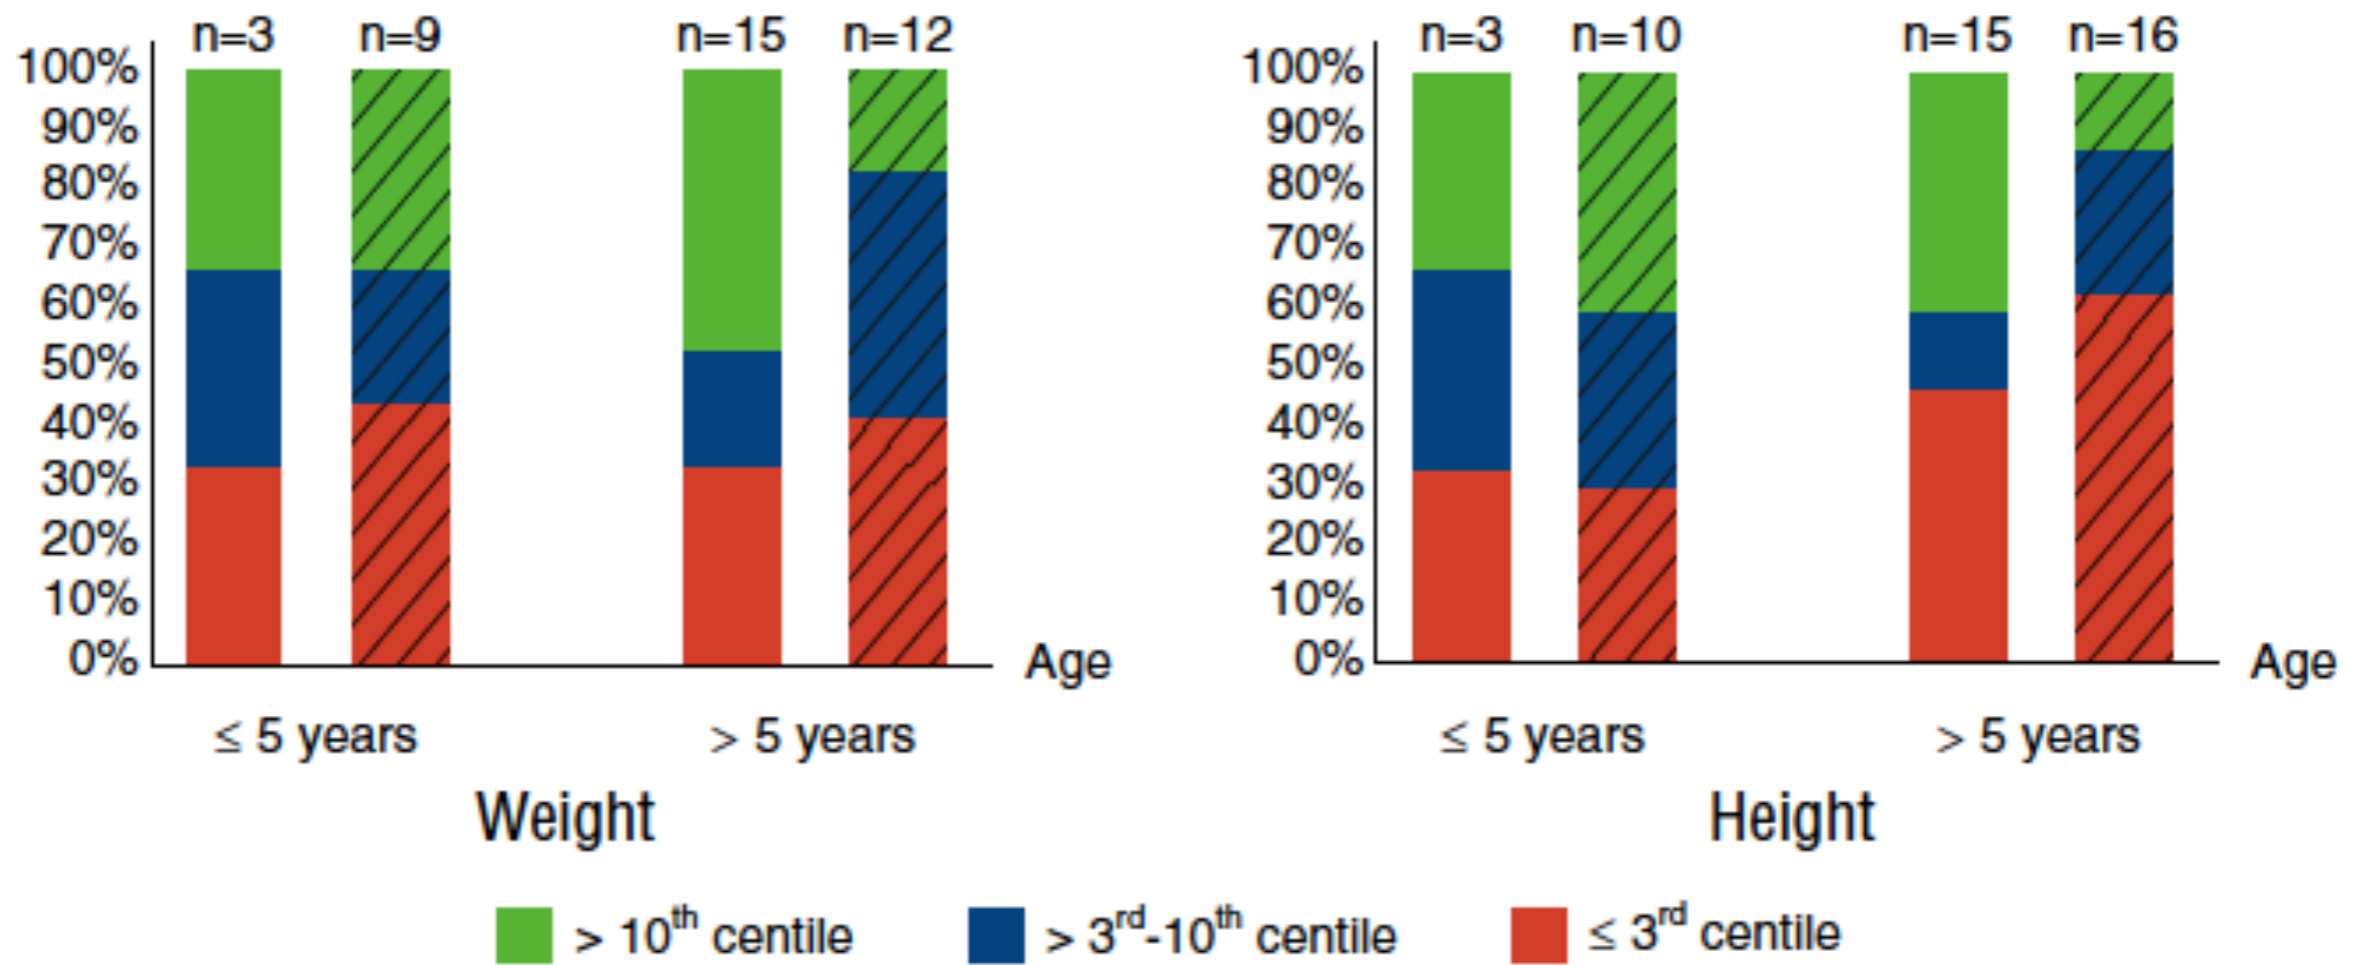 n=3 n=9 n=15 n=12
100%
90%
80%
70%
60%
50%
40%
30%
20%
10%
0%
Age
≤ 5 years > 5 years
Weight
n=3 n=10 n=15 n=16
100%
90%
80%
70%
60%
50%
40%
30%
20%
10%
0%
Age
≤ 5 years > 5 years
Height
> 10th centile > 3rd-10th centile ≤ 3rd centile